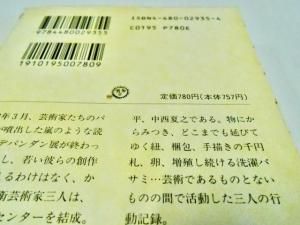 ISBN4-480-02935-4
C0195 P780E
9784480029355
1910195007809
定価780円(本体757円)
年3月、芸術家たちのパ
が噴出した嵐のような読
デパンダン展が終わっ
し、若い彼らの創作
えるわけはなく、か
術芸術家三人は、
センターを結成。
平、中西夏之である。物にか
らみつき、どこまでも延びて
ゆく紐、梱包、手描きの千円
札、卵、増殖し続ける洗濯バ
サミ…芸術であるものとない
ものの間で活動した三人の行
動記録。